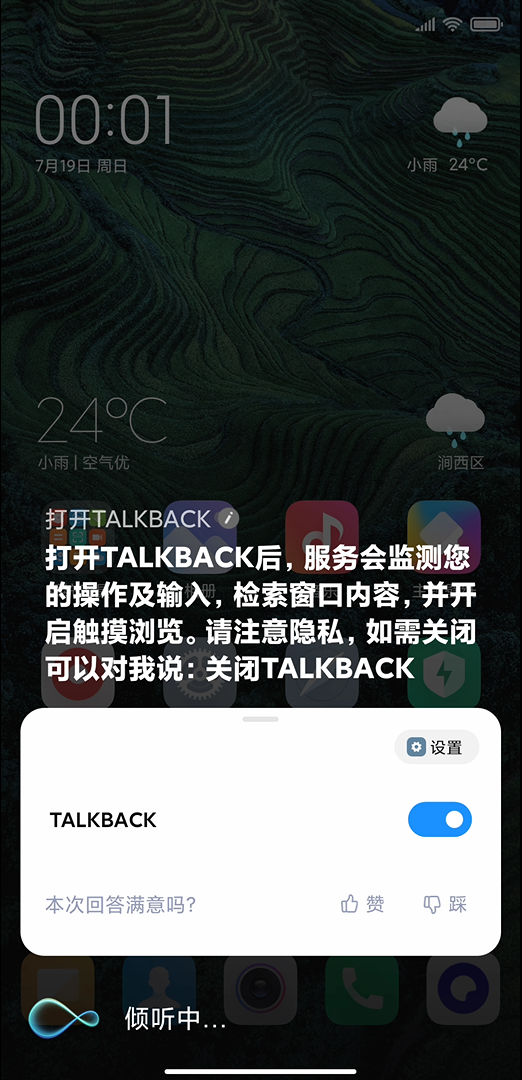 00:01
7月19日 周日
小雨 24°C
24°C
小雨 | 空气优
涧西区
打开TALKBACK
打开TALKBACK后，服务会监测您
的操作及输入，检索窗口内容，并开
启触摸浏览。请注意隐私，如需关闭
可以对我说：关闭TALKBACK
设置
TALKBACK
本次回答满意吗？
赞
踩
倾听中...